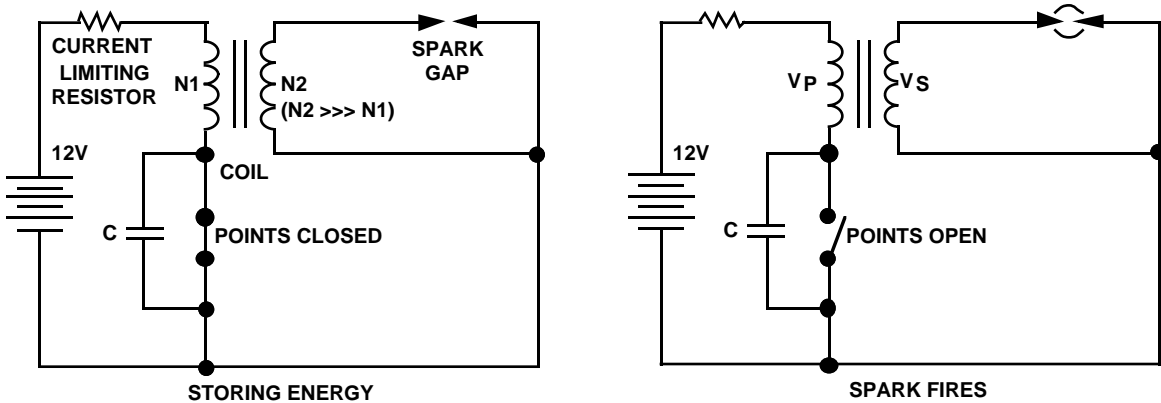 CURRENT
LIMITING
RESISTOR
N1
N2
(N2 >>> N1)
SPARK
GAP
12V
COIL
C
POINTS CLOSED
STORING ENERGY
VP
VS
12V
C
POINTS OPEN
SPARK FIRES